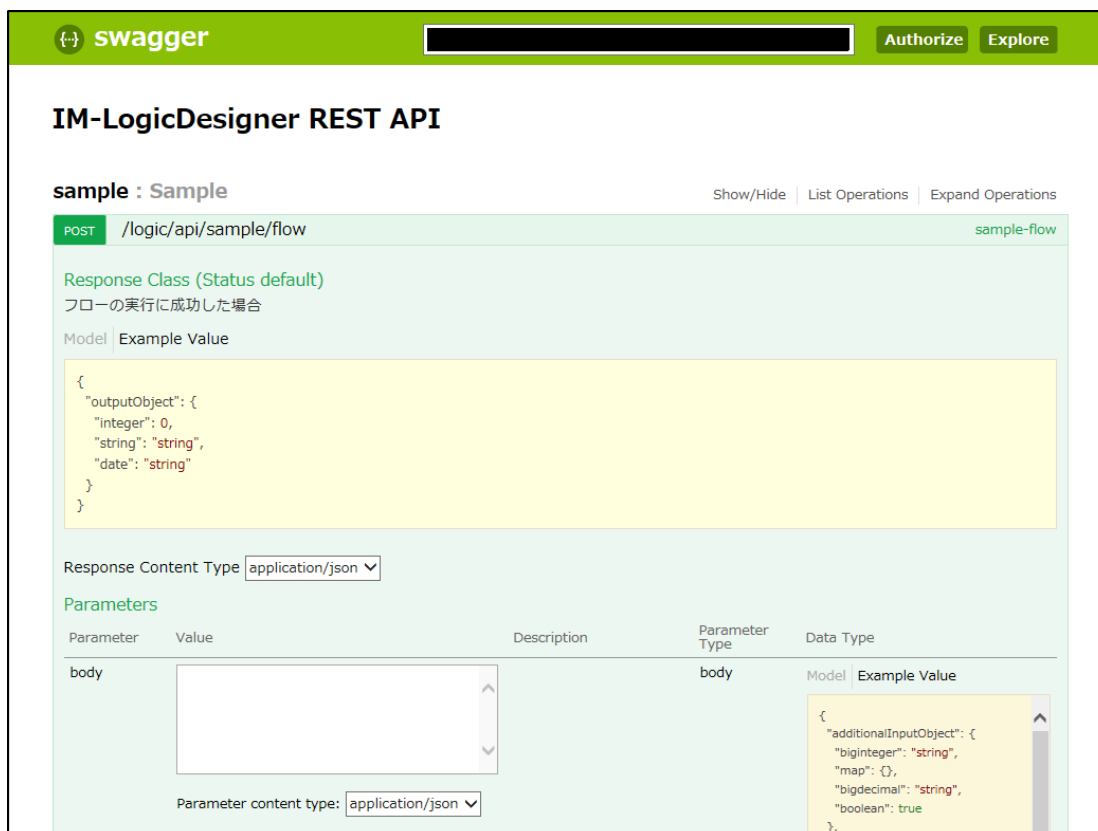 swagger
Authorize Explore
IM-LogicDesigner REST API
sample : Sample
Show/Hide List Operations Expand Operations
POST /logic/api/sample/flow sample-flow
Response Class (Status default)
フローの実行に成功した場合
Model Example Value
{
"outputObject": {
"integer": 0,
"string": "string",
"date": "string"
}
}
Response Content Type application/json
Parameters
Parameter Value Description Parameter Type Data Type
body body Model Example Value
{
"additionalInputObject": {
"biginteger": "string",
"map": {},
"bigdecimal": "string",
"boolean": true
},
Parameter content type: application/json